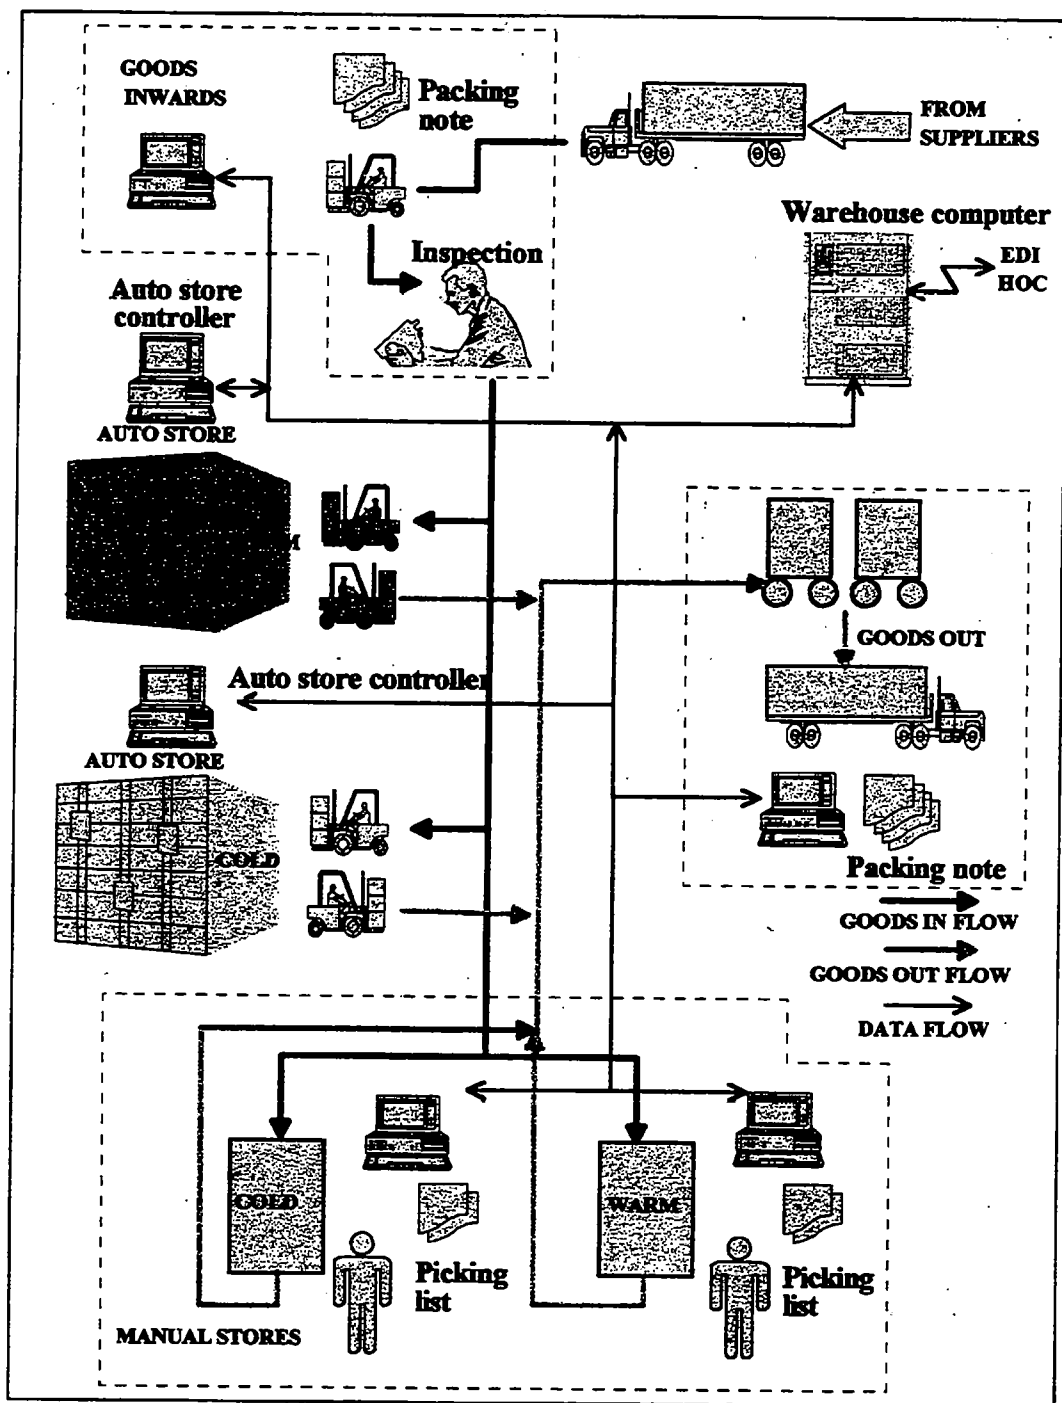 GOODS
INWARDS
Packing
note
FROM
SUPPLIERS
Warehouse computer
EDI
HOC
Inspection
Auto store
controller
AUTO STORE
GOODS OUT
Auto store controller
AUTO STORE
COLD
Packing note
GOODS IN FLOW
GOODS OUT FLOW
DATA FLOW
COLD
WARM
Picking
list
Picking
list
MANUAL STORES